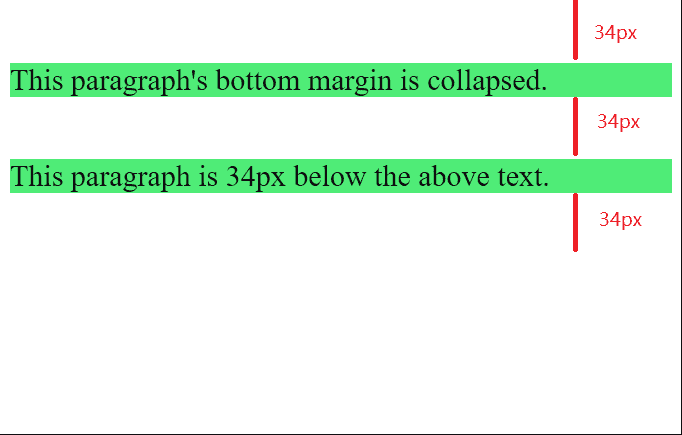 34px
This paragraph's bottom margin is collapsed.
34px
This paragraph is 34px below the above text.
34px